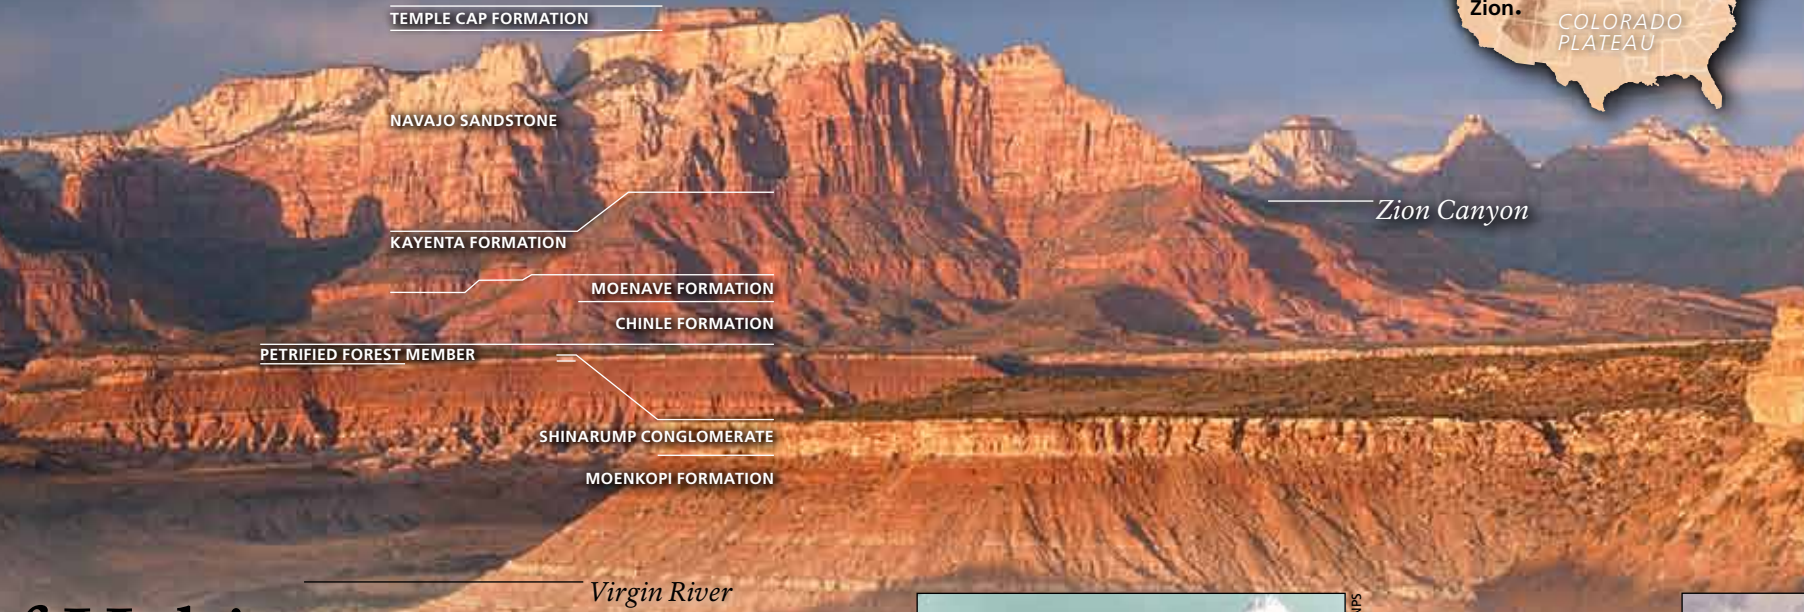 TEMPLE CAP FORMATION
Zion
COLORADO
PLATEAU
NAVAJO SANDSTONE
Zion Canyon
KAYENTA FORMATION
MOENAVE FORMATION
CHINLE FORMATION
PETRIFIED FOREST MEMBER
SHINARUMP CONGLOMERATE
MOENKOPI FORMATION
Virgin River
NPS